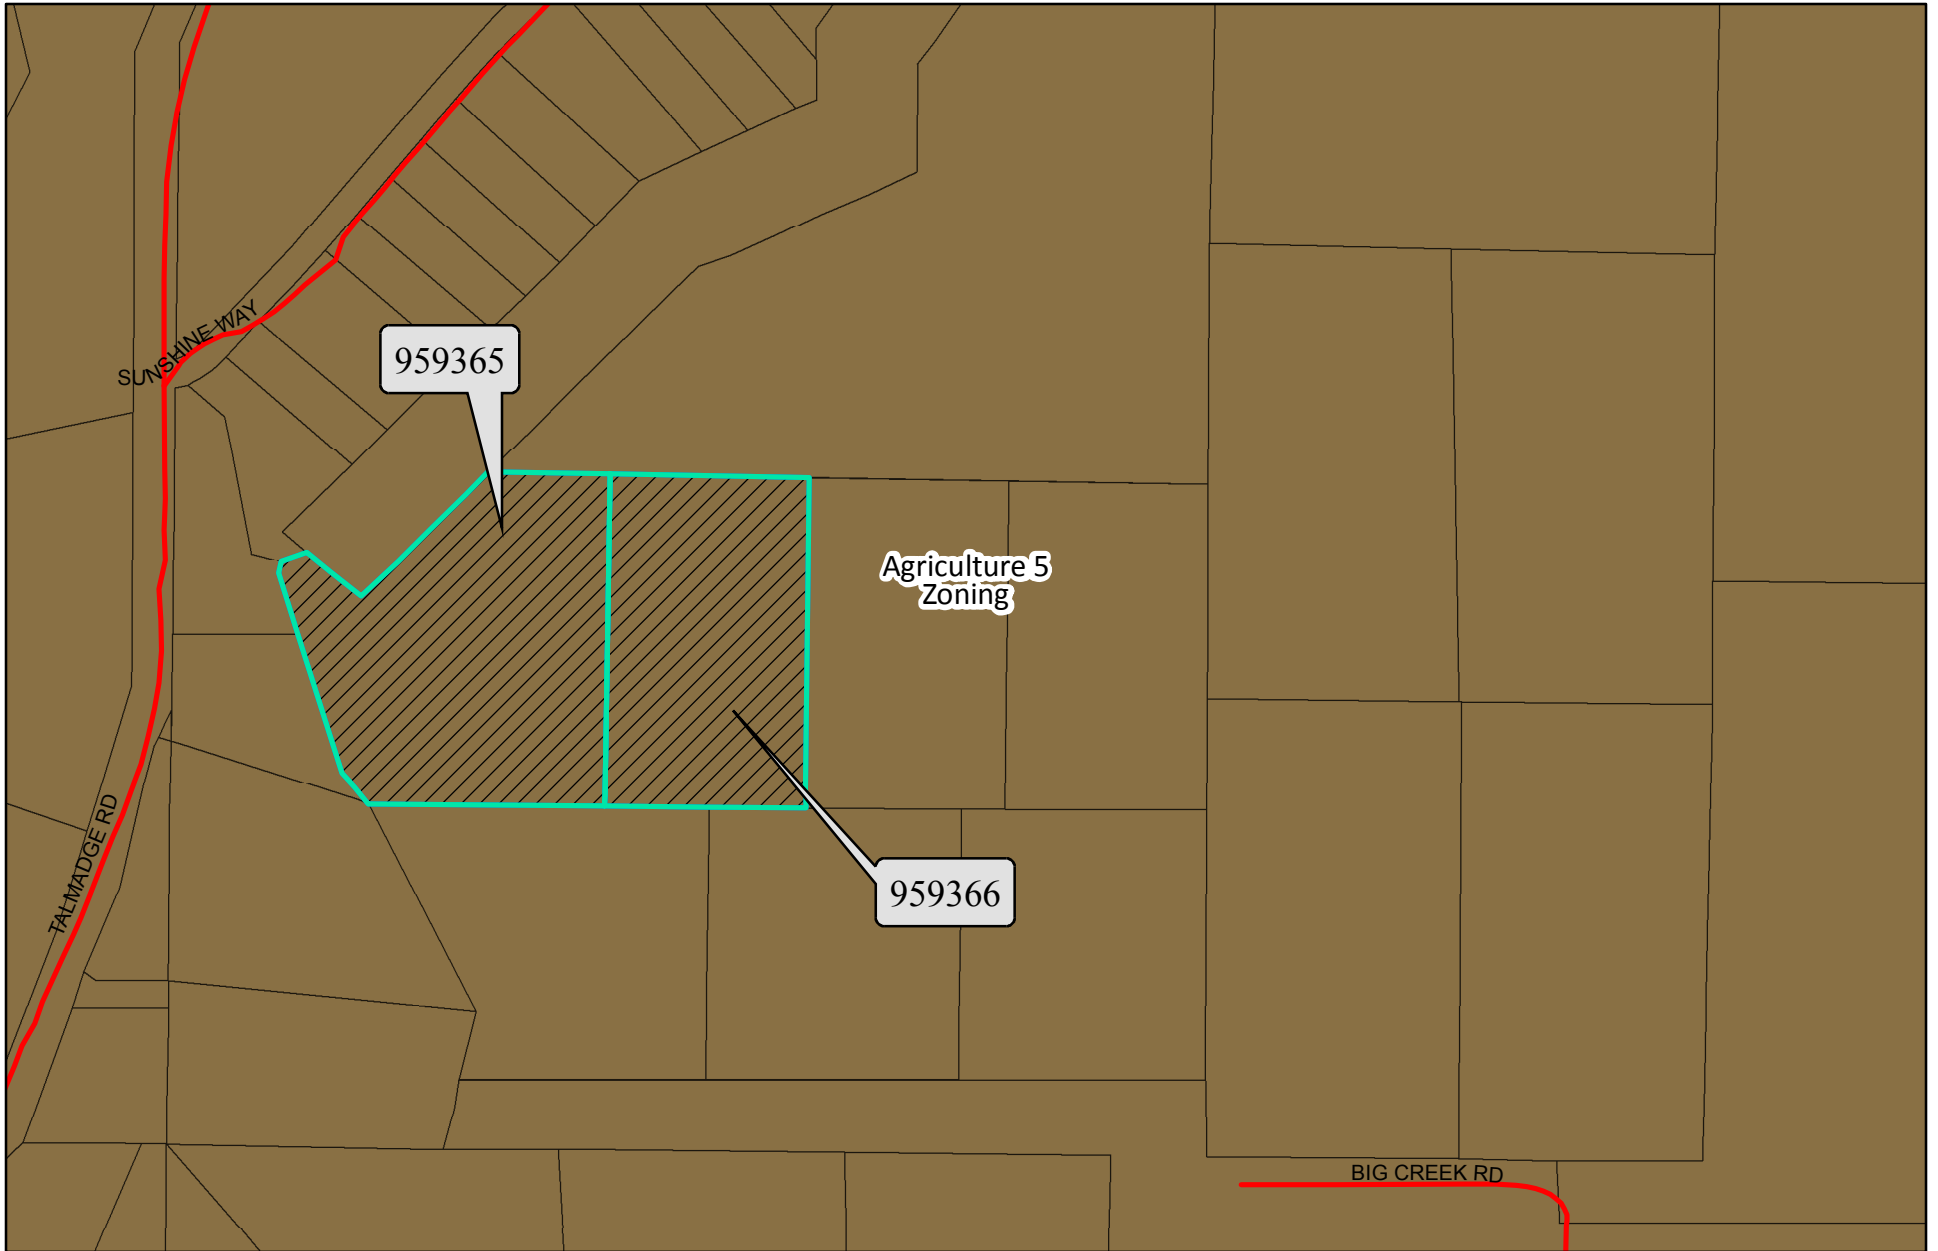 SUNSHINE WAY
959365
Agriculture 5
Zoning
TALMADGE RD
959366
BIG CREEK RD